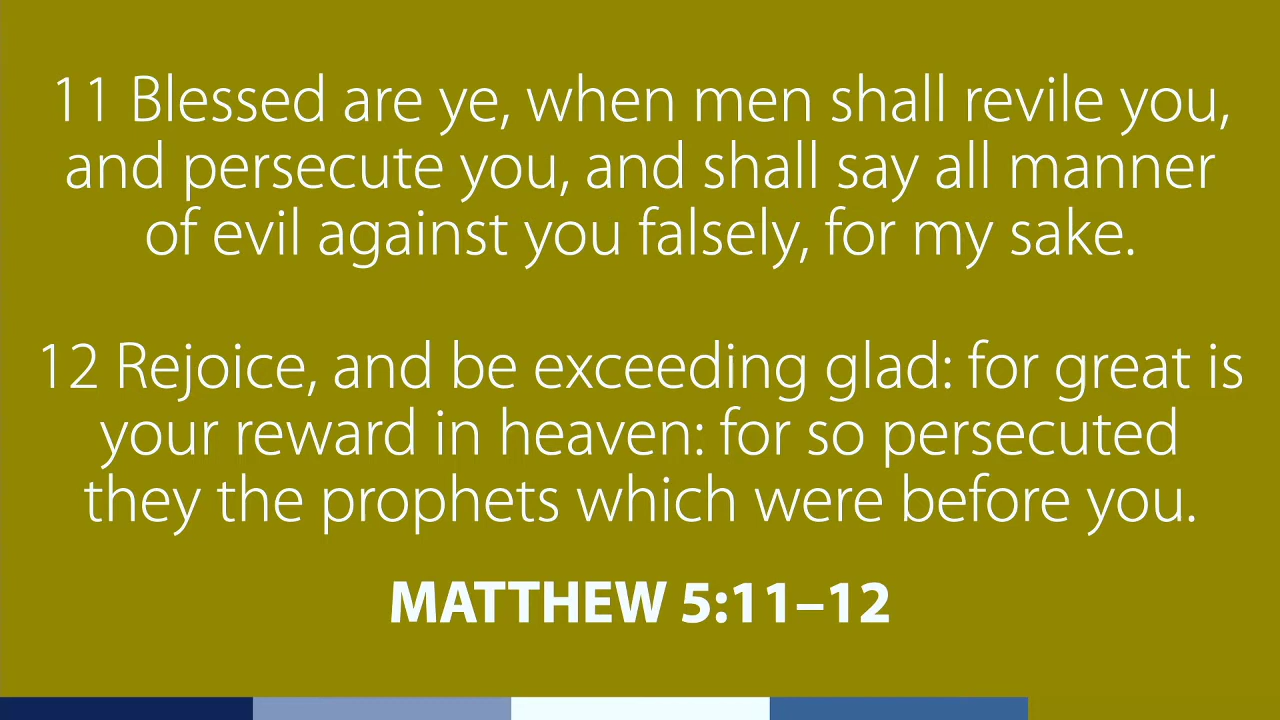 11 Blessed are ye, when men shall revile you,
and persecute you, and shall say all manner
of evil against you falsely, for my sake.
12 Rejoice, and be exceeding glad: for great is
your reward in heaven: for so persecuted
they the prophets which were before you.
MATTHEW 5:11–12